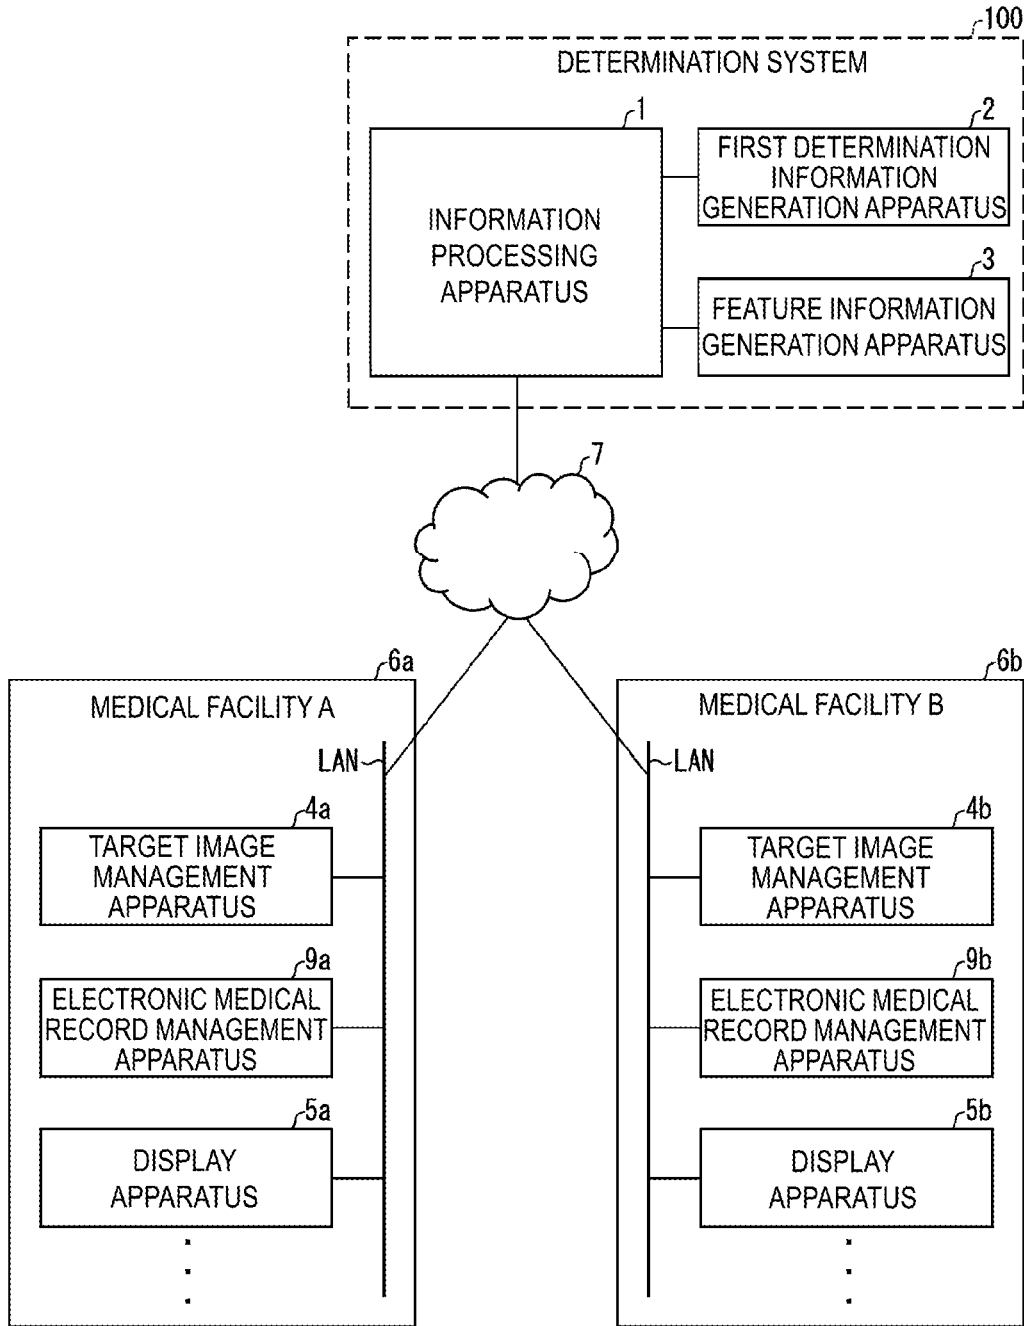 100
DETERMINATION SYSTEM
1
INFORMATION
PROCESSING
APPARATUS
2
FIRST DETERMINATION
INFORMATION
GENERATION APPARATUS
3
FEATURE INFORMATION
GENERATION APPARATUS
7
6a
MEDICAL FACILITY A
LAN
4a
TARGET IMAGE
MANAGEMENT
APPARATUS
9a
ELECTRONIC MEDICAL
RECORD MANAGEMENT
APPARATUS
5a
DISPLAY
APPARATUS
6b
MEDICAL FACILITY B
LAN
4b
TARGET IMAGE
MANAGEMENT
APPARATUS
9b
ELECTRONIC MEDICAL
RECORD MANAGEMENT
APPARATUS
5b
DISPLAY
APPARATUS